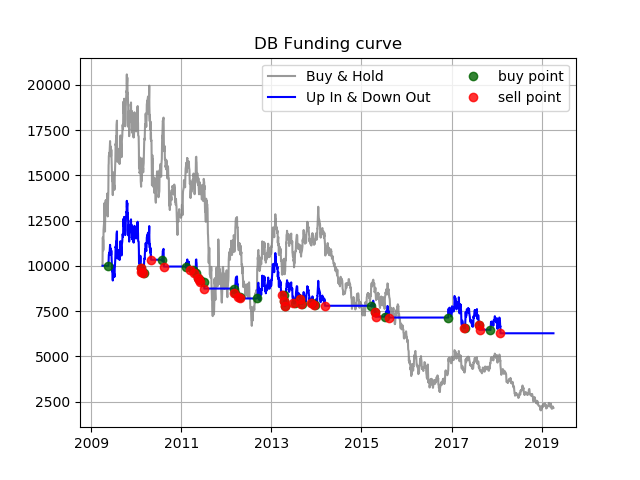 DB Funding curve
Buy & Hold
Up In & Down Out
buy point
sell point
20000
17500
15000
12500
10000
7500
5000
2500
2009 2011 2013 2015 2017 2019